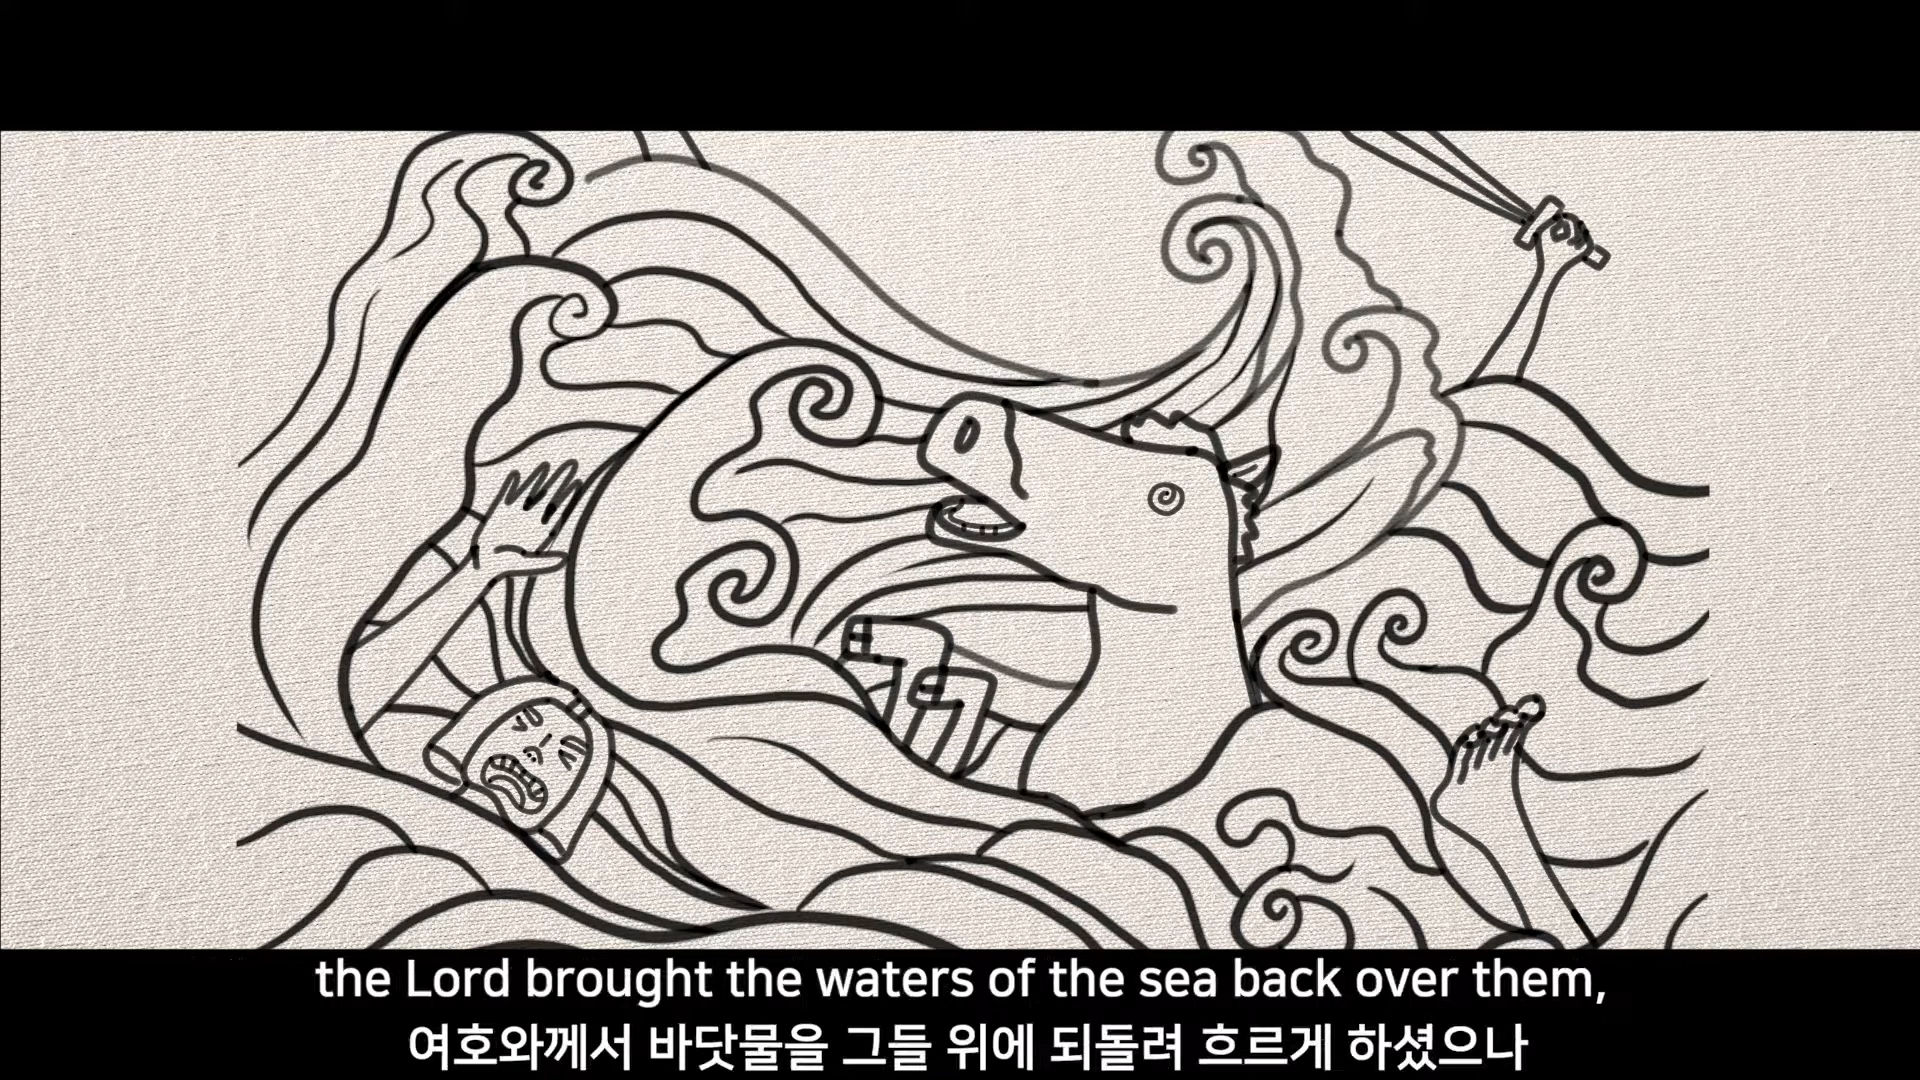 the Lord brought the waters of the sea back over them,
여호와께서 바닷물을 그들 위에 되돌려 흐르게 하셨으나